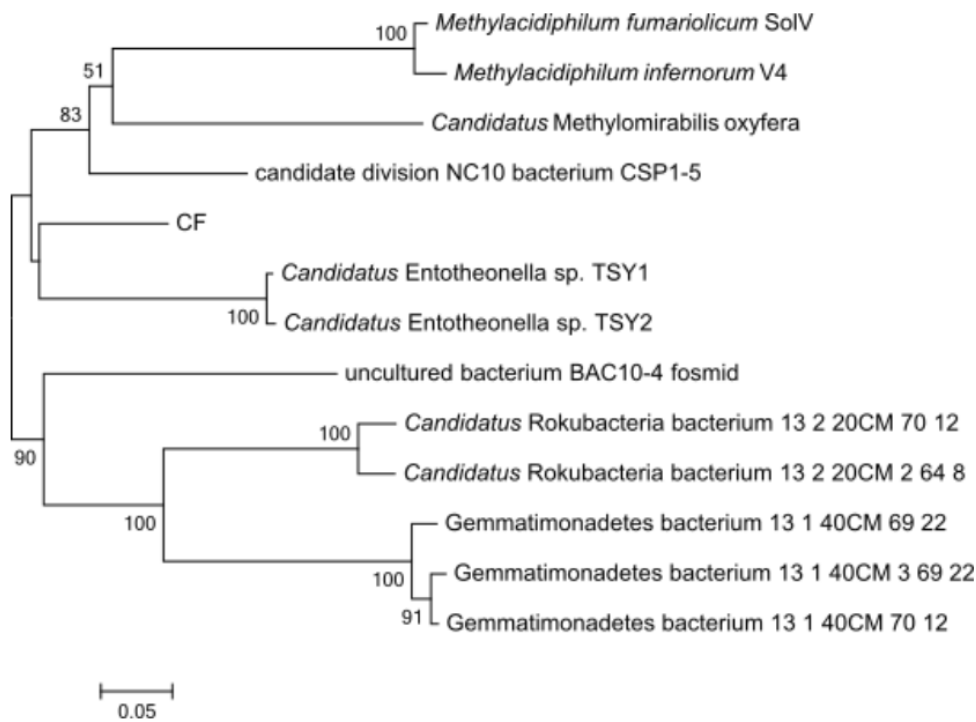 100
Methylacidiphilum fumariolicum SolV
51
Methylacidiphilum infernorum V4
83
Candidatus Methylomirabilis oxyfera
candidate division NC10 bacterium CSP1-5
CF
Candidatus Entotheonella sp. TSY1
100
Candidatus Entotheonella sp. TSY2
uncultured bacterium BAC10-4 fosmid
90
100
Candidatus Rokubacteria bacterium 13 2 20CM 70 12
Candidatus Rokubacteria bacterium 13 2 20CM 2 64 8
100
Gemmatimonadetes bacterium 13 1 40CM 69 22
100
Gemmatimonadetes bacterium 13 1 40CM 3 69 22
91
Gemmatimonadetes bacterium 13 1 40CM 70 12
0.05